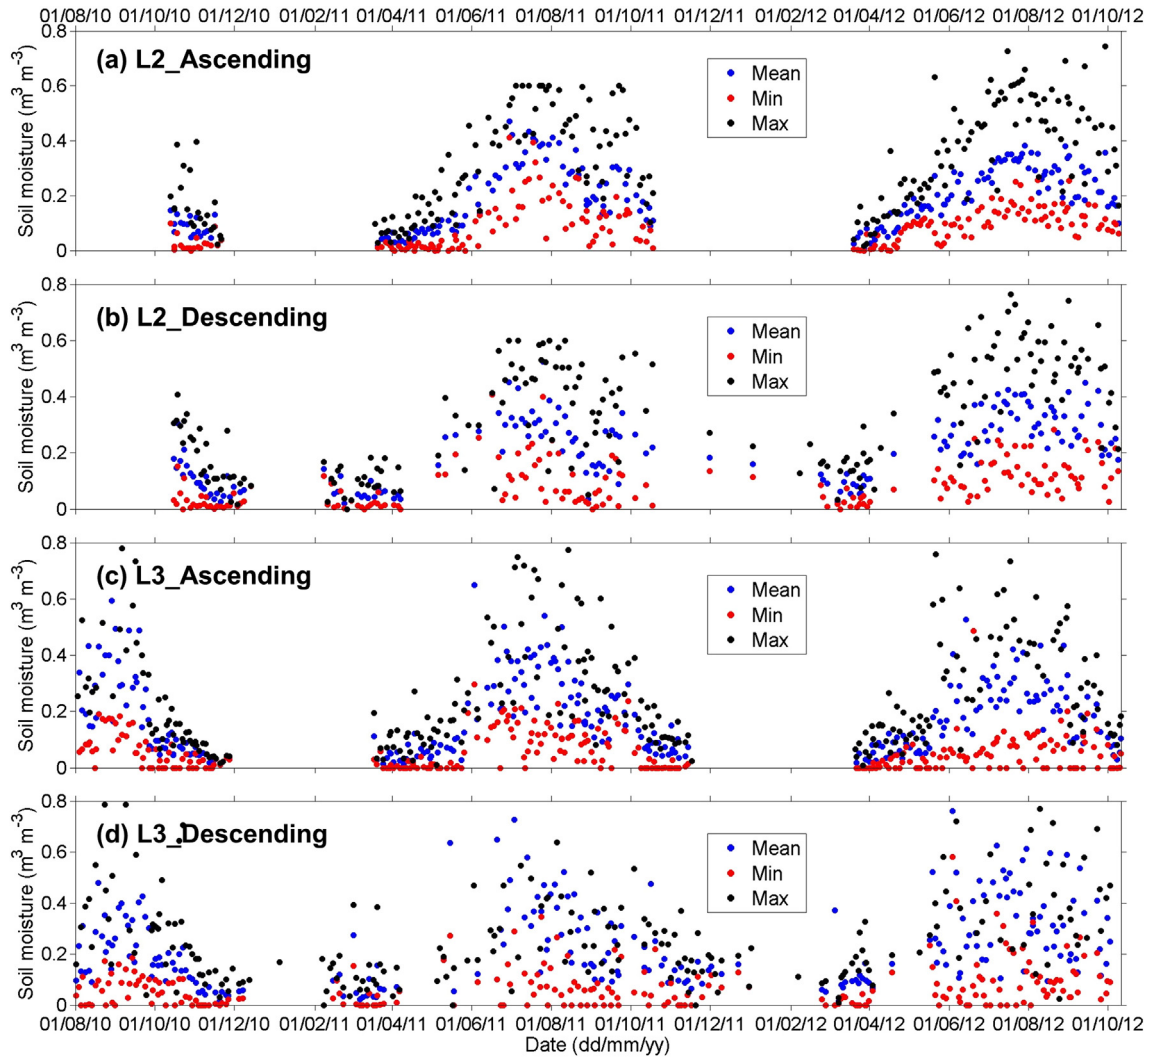 01/08/10 01/10/10 01/12/10 01/02/11 01/04/11 01/06/11 01/08/11 01/10/11 01/12/11 01/02/12 01/04/12 01/06/12 01/08/12 01/10/12
0.8
(a) L2_Ascending
Mean
Min
Max
0.6
0.4
0.2
0
Soil moisture (m³ m⁻³)
0.8
(b) L2_Descending
Mean
Min
Max
0.6
0.4
0.2
0
Soil moisture (m³ m⁻³)
0.8
(c) L3_Ascending
Mean
Min
Max
0.6
0.4
0.2
0
Soil moisture (m³ m⁻³)
0.8
(d) L3_Descending
Mean
Min
Max
0.6
0.4
0.2
0
Soil moisture (m³ m⁻³)
01/08/10 01/10/10 01/12/10 01/02/11 01/04/11 01/06/11 01/08/11 01/10/11 01/12/11 01/02/12 01/04/12 01/06/12 01/08/12 01/10/12
Date (dd/mm/yy)